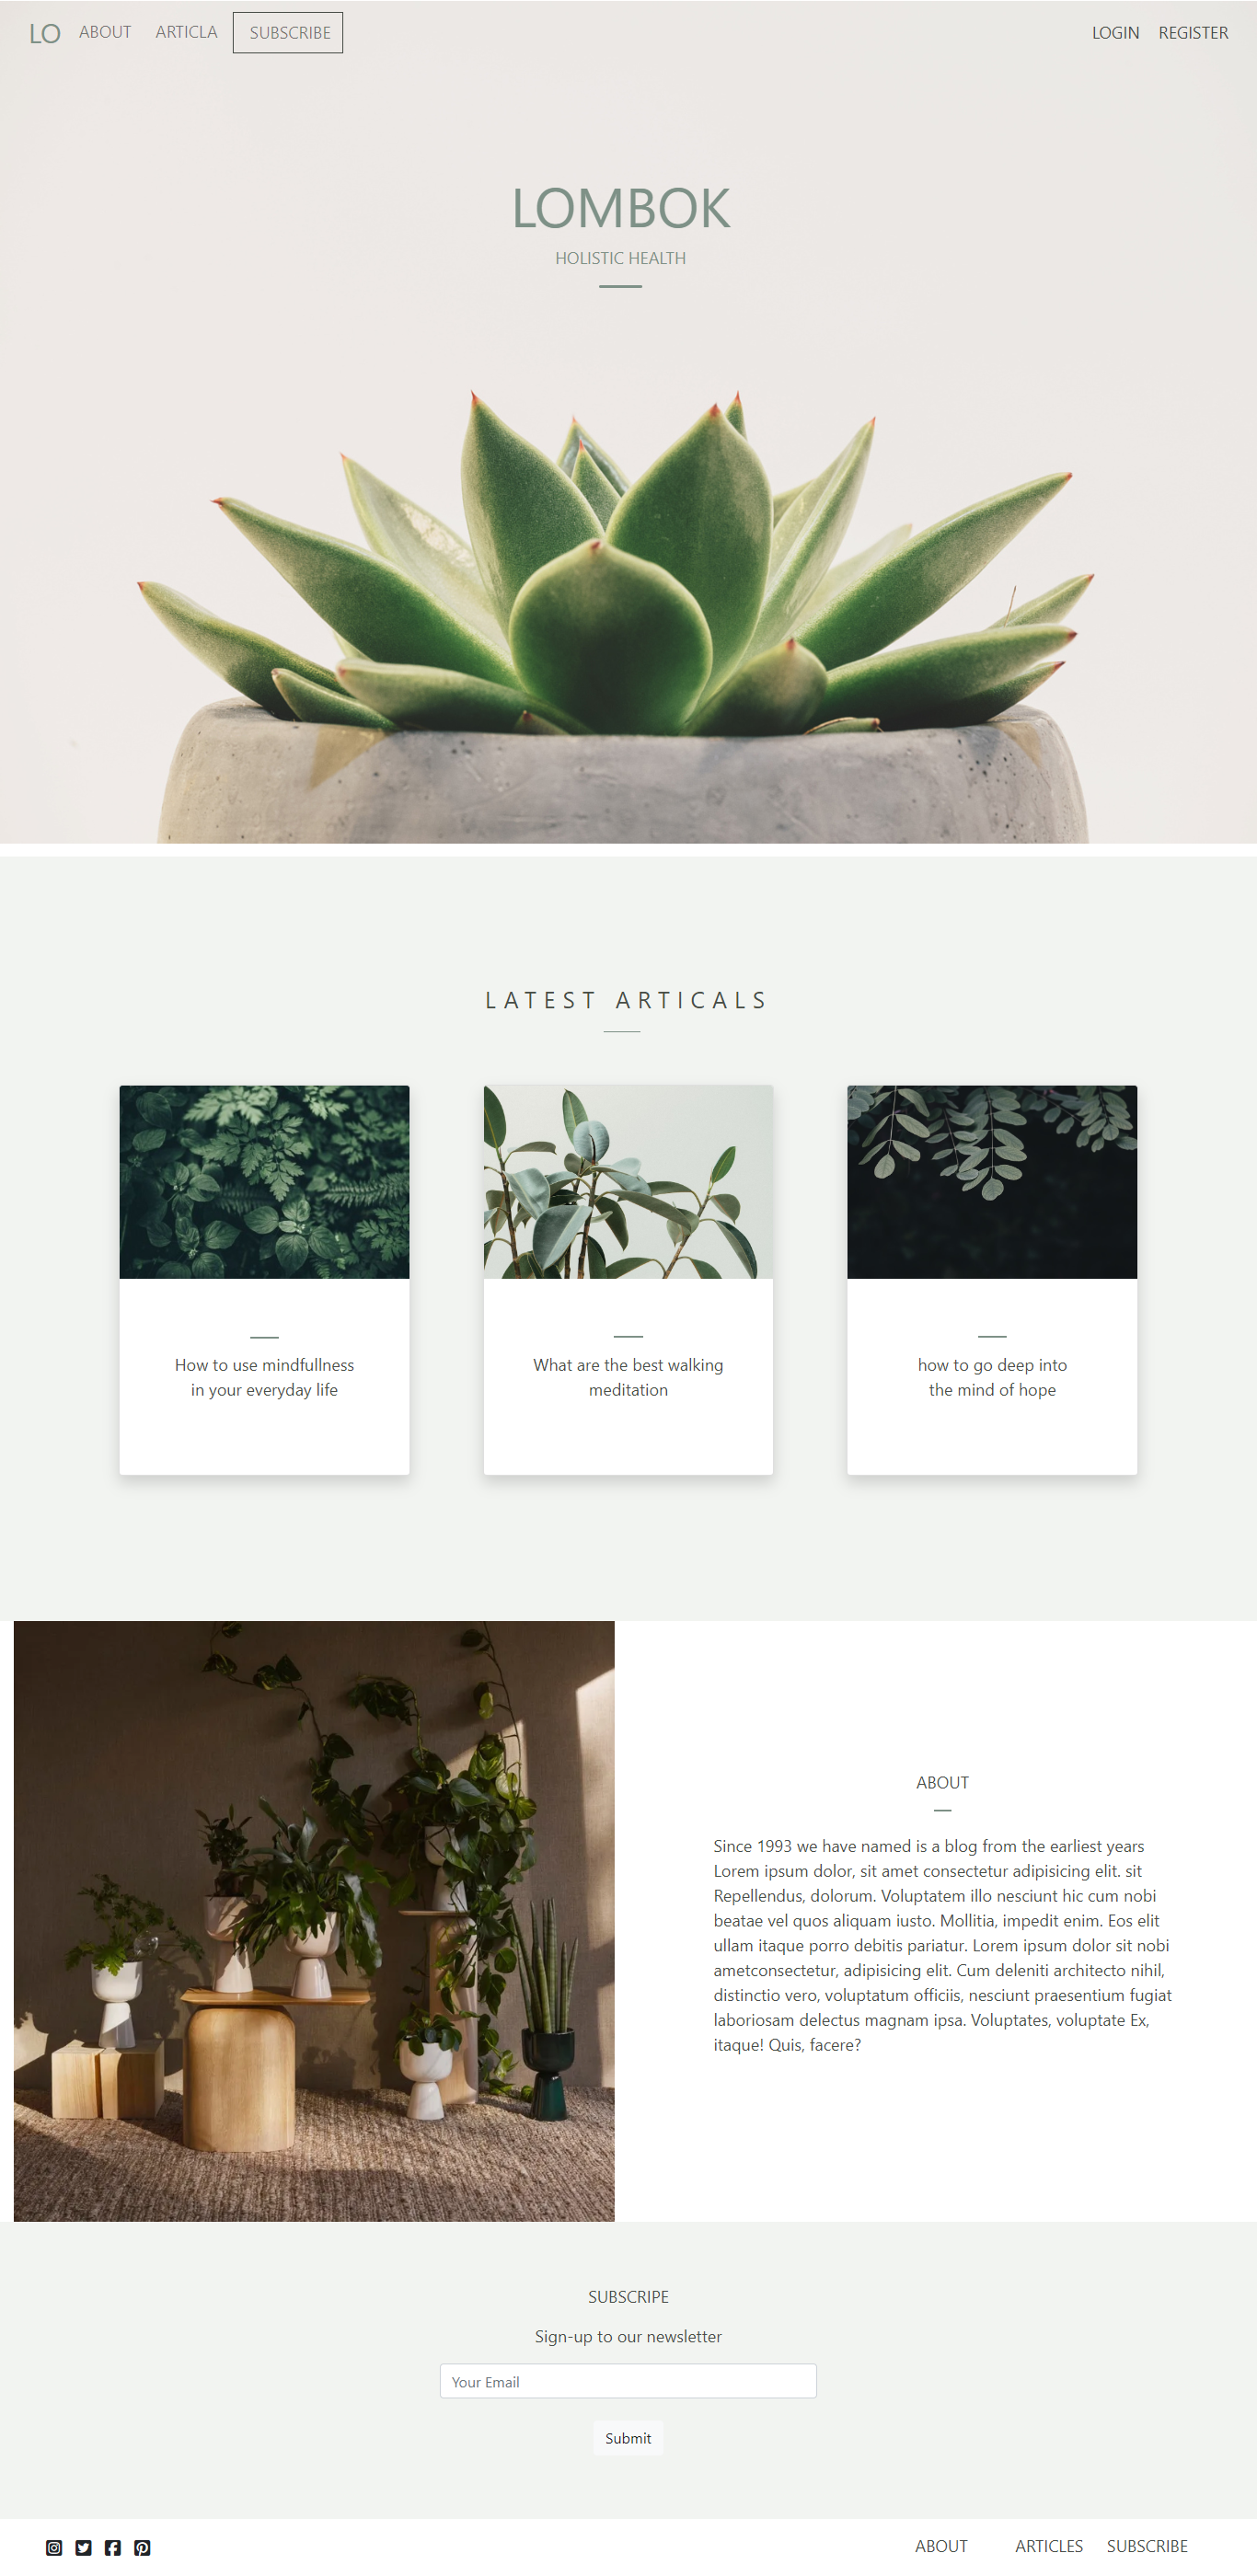 LO ABOUT ARTICLA SUBSCRIBE LOGIN REGISTER
LOMBOK
HOLISTIC HEALTH
LATEST ARTICALS
How to use mindfullness
in your everyday life
What are the best walking
meditation
how to go deep into
the mind of hope
ABOUT
Since 1993 we have named is a blog from the earliest years
Lorem ipsum dolor, sit amet consectetur adipisicing elit. sit
Repellendus, dolorum. Voluptatem illo nesciunt hic cum nobi
beatae vel quos aliquam iusto. Mollitia, impedit enim. Eos elit
ullam itaque porro debitis pariatur. Lorem ipsum dolor sit nobi
ametconsectetur, adipisicing elit. Cum deleniti architecto nihil,
distinctio vero, voluptatum officiis, nesciunt praesentium fugiat
laboriosam delectus magnam ipsa. Voluptates, voluptate Ex,
itaque! Quis, facere?
SUBSCRIPE
Sign-up to our newsletter
Your Email
Submit
ABOUT ARTICLES SUBSCRIBE